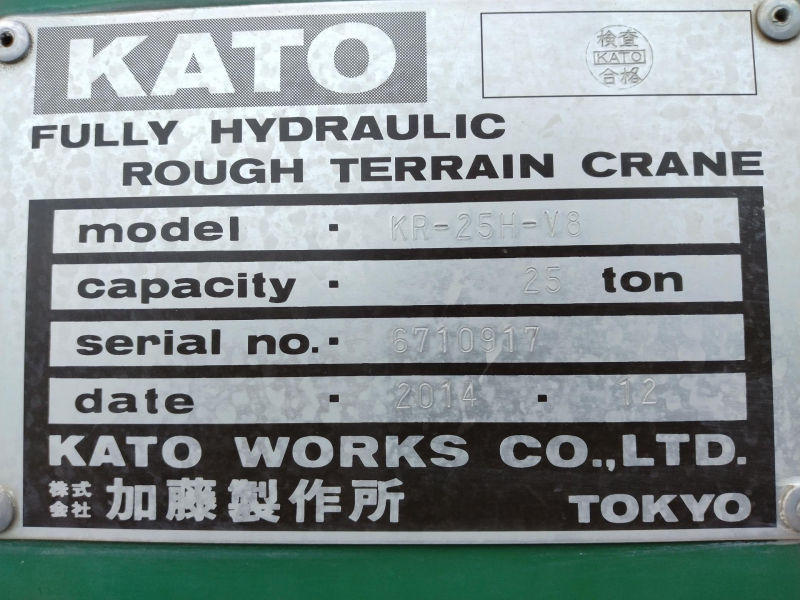 KATO
検査
KATO
合格
FULLY HYDRAULIC
ROUGH TERRAIN CRANE
model · KR-25H-V8
capacity · 25 ton
serial no. · 6710917
date · 2014 · 12
KATO WORKS CO.,LTD.
株式会社 加藤製作所 TOKYO